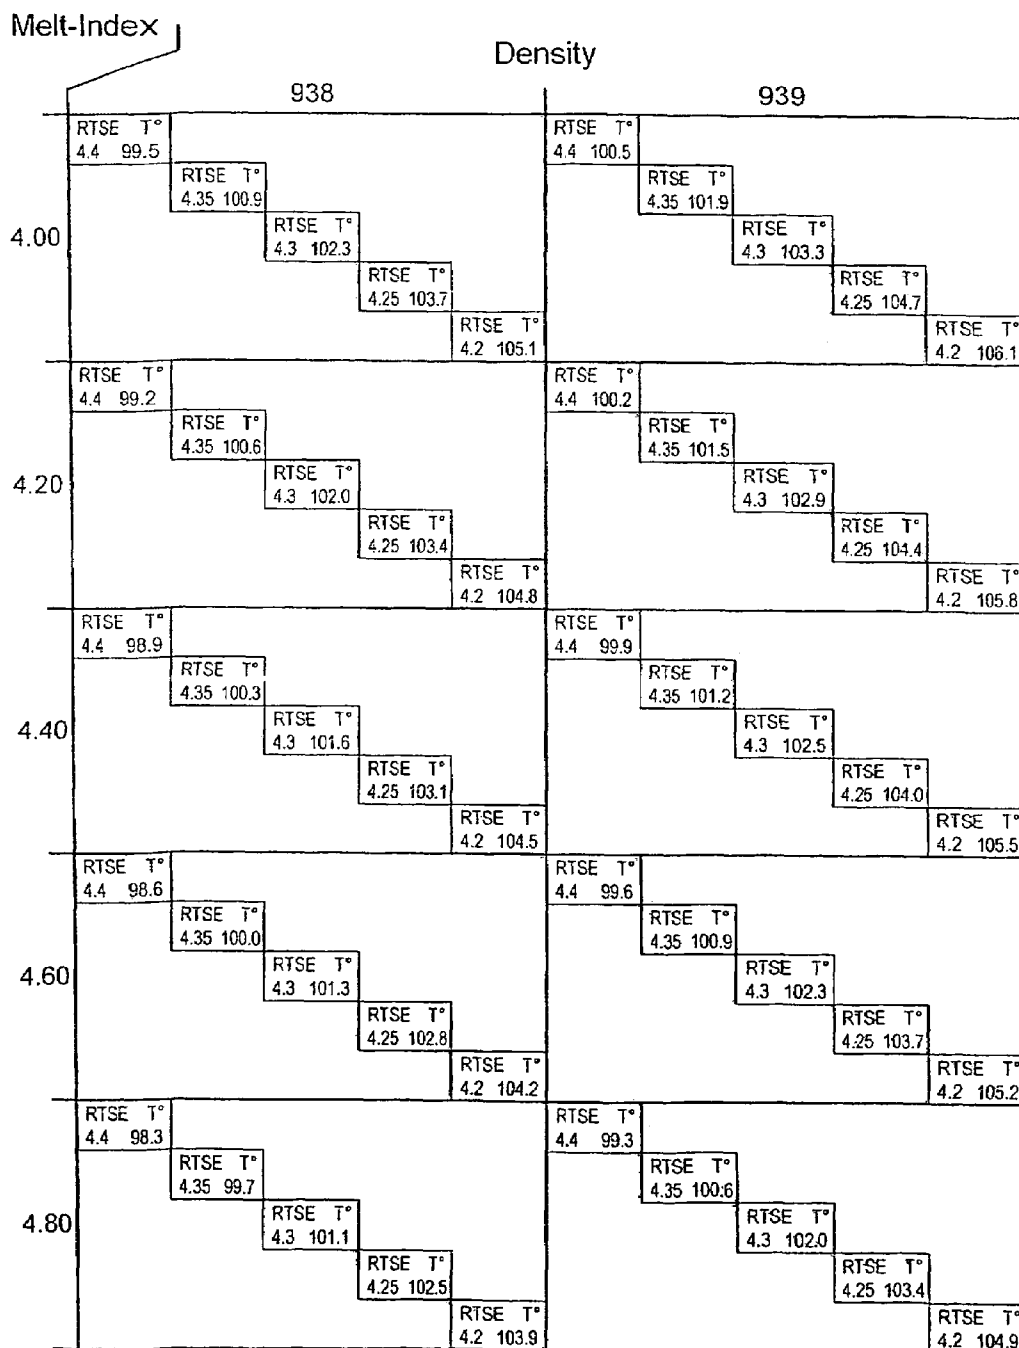 Melt-Index
Density
938 939
RTSE T° RTSE T°
4.4 99.5 4.4 100.5
RTSE T° RTSE T°
4.35 100.9 4.35 101.9
4.00
RTSE T° RTSE T°
4.3 102.3 4.3 103.3
RTSE T° RTSE T°
4.25 103.7 4.25 104.7
RTSE T° RTSE T°
4.2 105.1 4.2 106.1
RTSE T° RTSE T°
4.4 99.2 4.4 100.2
RTSE T° RTSE T°
4.35 100.6 4.35 101.5
4.20
RTSE T° RTSE T°
4.3 102.0 4.3 102.9
RTSE T° RTSE T°
4.25 103.4 4.25 104.4
RTSE T° RTSE T°
4.2 104.8 4.2 105.8
RTSE T° RTSE T°
4.4 98.9 4.4 99.9
RTSE T° RTSE T°
4.35 100.3 4.35 101.2
4.40
RTSE T° RTSE T°
4.3 101.6 4.3 102.5
RTSE T° RTSE T°
4.25 103.1 4.25 104.0
RTSE T° RTSE T°
4.2 104.5 4.2 105.5
RTSE T° RTSE T°
4.4 98.6 4.4 99.6
RTSE T° RTSE T°
4.35 100.0 4.35 100.9
4.60
RTSE T° RTSE T°
4.3 101.3 4.3 102.3
RTSE T° RTSE T°
4.25 102.8 4.25 103.7
RTSE T° RTSE T°
4.2 104.2 4.2 105.2
RTSE T° RTSE T°
4.4 98.3 4.4 99.3
RTSE T° RTSE T°
4.35 99.7 4.35 100.6
4.80
RTSE T° RTSE T°
4.3 101.1 4.3 102.0
RTSE T° RTSE T°
4.25 102.5 4.25 103.4
RTSE T° RTSE T°
4.2 103.9 4.2 104.9